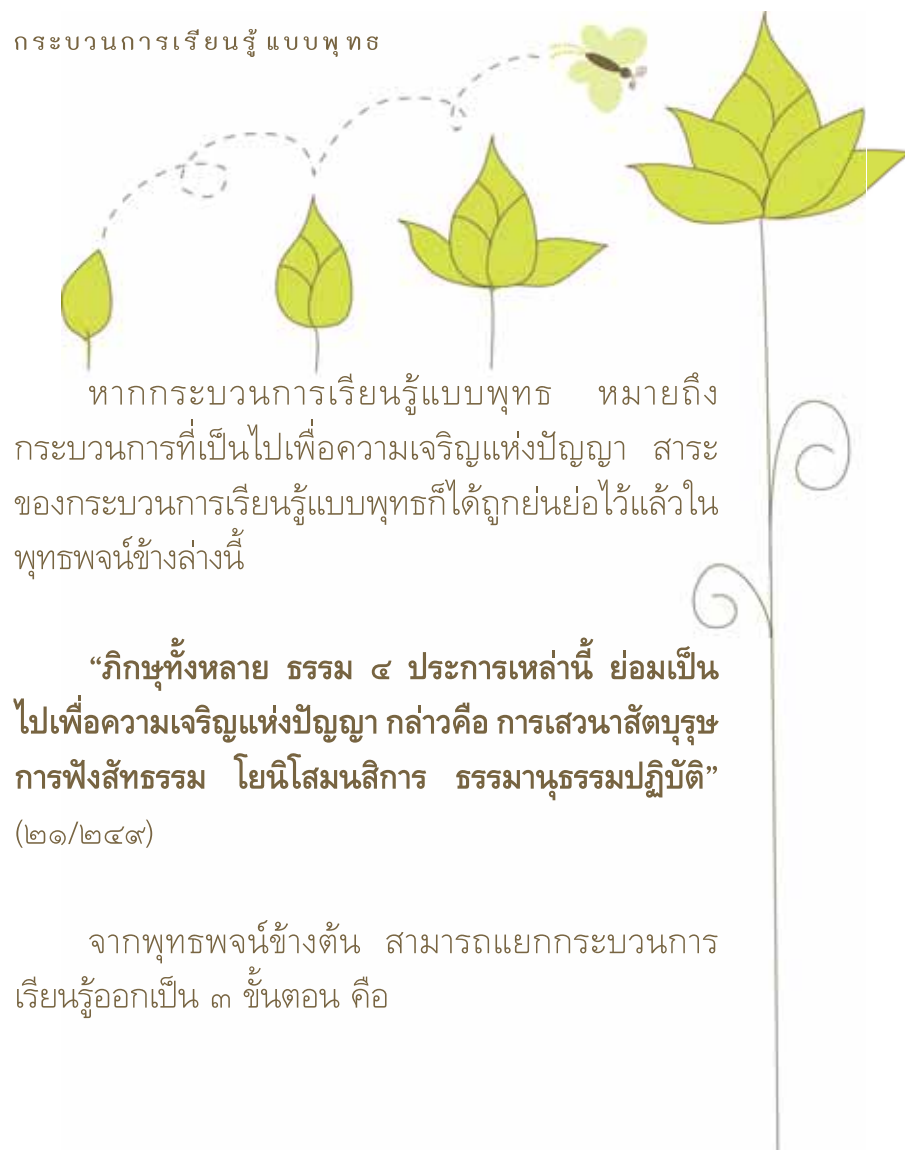 กระบวนการเรียนรู้แบบพุทธ
หากกระบวนการเรียนรู้แบบพุทธ หมายถึง
กระบวนการที่เป็นไปเพื่อความเจริญแห่งปัญญา สาระ
ของกระบวนการเรียนรู้แบบพุทธก็ได้ถูกย่นย่อไว้แล้วใน
พุทธพจน์ข้างล่างนี้
“ภิกษุทั้งหลาย ธรรม ๔ ประการเหล่านี้ ย่อมเป็น
ไปเพื่อความเจริญแห่งปัญญา กล่าวคือ การเสวนาสัตบุรุษ
การฟังสัทธรรม โยนิโสมนสิการ ธรรมานุธรรมปฏิบัติ”
(๒๑/๒๔๙)
จากพุทธพจน์ข้างต้น สามารถแยกกระบวนการ
เรียนรู้ออกเป็น ๓ ขั้นตอน คือ